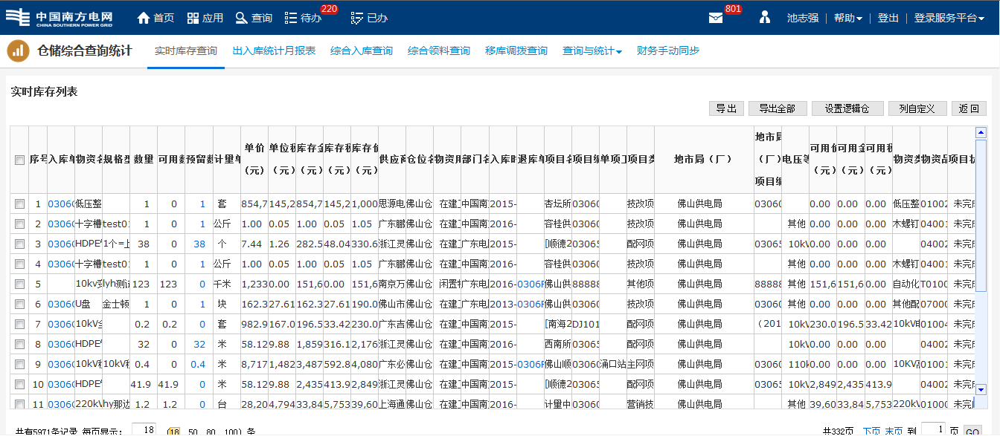 中国南方电网 CHINA SOUTHERN POWER GRID 首页 应用 查询 待办 220 已办 801 池志强 帮助 登出 登录服务平台
仓储综合查询统计 实时库存查询 出入库统计月报表 综合入库查询 综合领料查询 移库调拨查询 查询与统计 财务手动同步
实时库存列表
导 出 导出全部 设置逻辑仓 列自定义 返 回
序号 入库单 物资名 规格型 数量 可用数 预留数 计量单 单价（元） 单位税（元） 库存金（元） 库存税（元） 库存价（元） 供应商 仓位名 物资用 部门名 入库时 退库单 项目名 项目编 单项工 项目类 地市局（厂） 地市局（厂）项目编 电压等 可用价（元） 可用金（元） 可用税（元） 物资类 物资品 项目状
1 0306 低压整 1 0 1 套 854,7 145,2 854,7 145,2 1,000 思源电 佛山仓 在建工 中国南 2015- 杏坛所 03060 技改项 佛山供电局 03060 0.00 0.00 0.00 低压整 01002 未完
2 0306 十字槽 test01 1 0 1 公斤 1.00 0.05 1.00 0.05 1.05 广东鹏 佛山仓 在建工 中国南 2016- 容桂供 03060 技改项 佛山供电局 其他 0.00 0.00 0.00 木螺钉 04001 未完
3 0306 HDPE 1个=上 38 0 38 个 7.44 1.26 282.5 48.04 330.6 浙江灵 佛山仓 在建工 广东电 2015- [顺德2 03065 配网项 佛山供电局 03065 10kV 0.00 0.00 0.00 04002 未完
4 0306 十字槽 test01 1 0 1 公斤 1.00 0.05 1.00 0.05 1.05 广东鹏 佛山仓 在建工 中国南 2016- 容桂供 03060 技改项 佛山供电局 其他 0.00 0.00 0.00 木螺钉 04001 未完
5 10kv变 lyh测试 123 123 0 千米 1,233 0.00 151,6 0.00 151,6 南京万 佛山仓 闲置物 广东电 2016- 0306F 佛山供 88888 其他项 佛山供电局 88888 其他 151,6 151,6 0.00 自动化 T0100 未完
6 0306 U盘 金士顿 1 0 1 块 162.3 27.61 162.3 27.61 190.0 佛山市 佛山仓 在建工 广东电 2013- 0306F 佛山供 03060 技改项 佛山供电局 03060 其他 0.00 0.00 0.00 其他配 07000 未完
7 0306 10kV全 0.2 0.2 0 套 982.9 167.0 196.5 33.42 230.0 广东吉 佛山仓 在建工 中国南 2015- [南海2 DJ101 配网项 佛山供电局 （201 10kV 230.0 196.5 33.42 10kV 01004 未完
8 0306 HDPE 32 0 32 米 58.12 9.88 1,859 316.1 2,176 浙江灵 佛山仓 在建工 中国南 2016- 西南所 03065 配网项 佛山供电局 10kV 0.00 0.00 0.00 04002 未完
9 0306 10kV 10kV 0.4 0 0.4 米 8,717 1,482 3,487 592.8 4,080 广东必 佛山仓 在建工 中国南 2015- 0306F 佛山顺 03060 涌口站 主网项 佛山供电局 03060 110k 0.00 0.00 0.00 10KV 01001 未完
10 0306 HDPE 41.9 41.9 0 米 58.12 9.88 2,435 413.9 2,849 浙江灵 佛山仓 在建工 中国南 2015- [顺德2 03065 配网项 佛山供电局 03065 10kV 2,849 2,435 413.9 04002 未完
11 0306 220kV hy那边 1.2 1.2 0 台 28,20 4,794 33,84 5,753 39,60 上海通 佛山仓 在建工 中国南 2016- 计量中 03060 营销技 佛山供电局 其他 39,60 33,84 5,753 220kV 01000 未完
共有5971条记录 每页显示: 18 (18 50 80 100) 条 共332页 下页 末页 到 1 页 GO